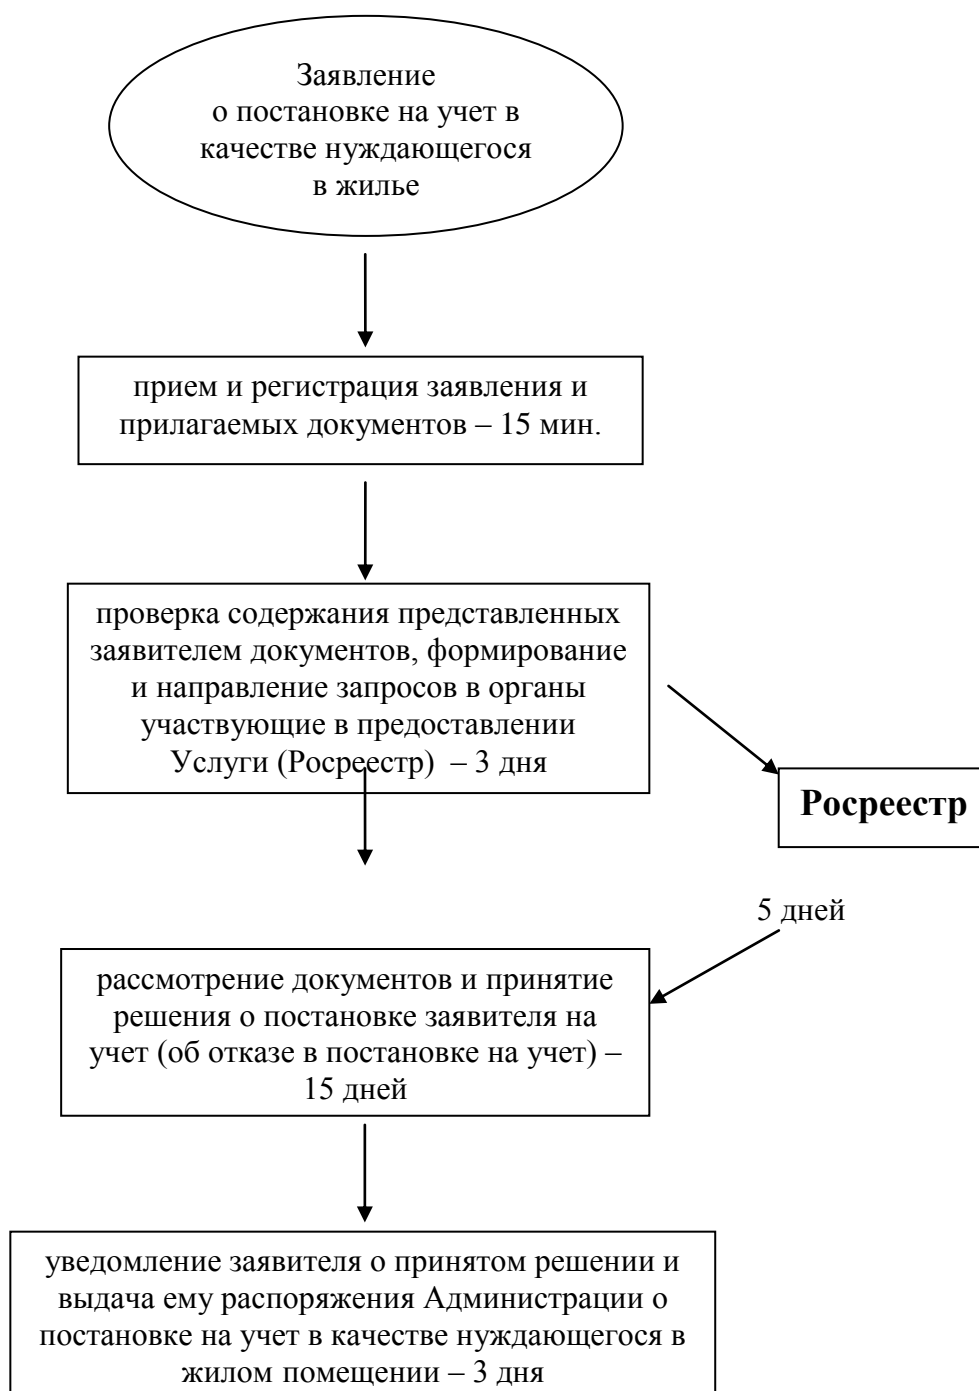 Заявление
о постановке на учет в
качестве нуждающегося
в жилье
прием и регистрация заявления и
прилагаемых документов – 15 мин.
проверка содержания представленных
заявителем документов, формирование
и направление запросов в органы
участвующие в предоставлении
Услуги (Росреестр) – 3 дня
Росреестр
5 дней
рассмотрение документов и принятие
решения о постановке заявителя на
учет (об отказе в постановке на учет) –
15 дней
уведомление заявителя о принятом решении и
выдача ему распоряжения Администрации о
постановке на учет в качестве нуждающегося в
жилом помещении – 3 дня